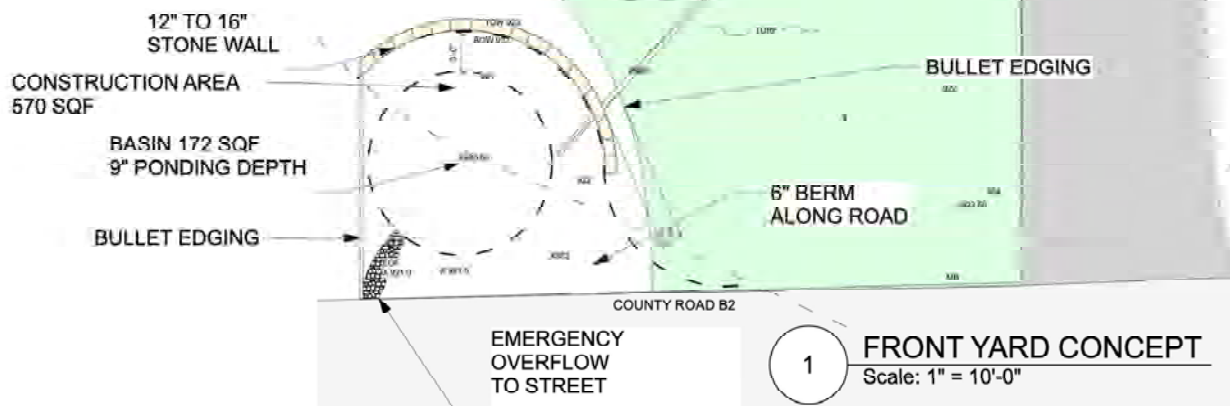 12" TO 16"
STONE WALL
CONSTRUCTION AREA
570 SQF
BASIN 172 SQF
9" PONDING DEPTH
BULLET EDGING
BULLET EDGING
6" BERM
ALONG ROAD
COUNTY ROAD B2
EMERGENCY
OVERFLOW
TO STREET
1
FRONT YARD CONCEPT
Scale: 1" = 10'-0"